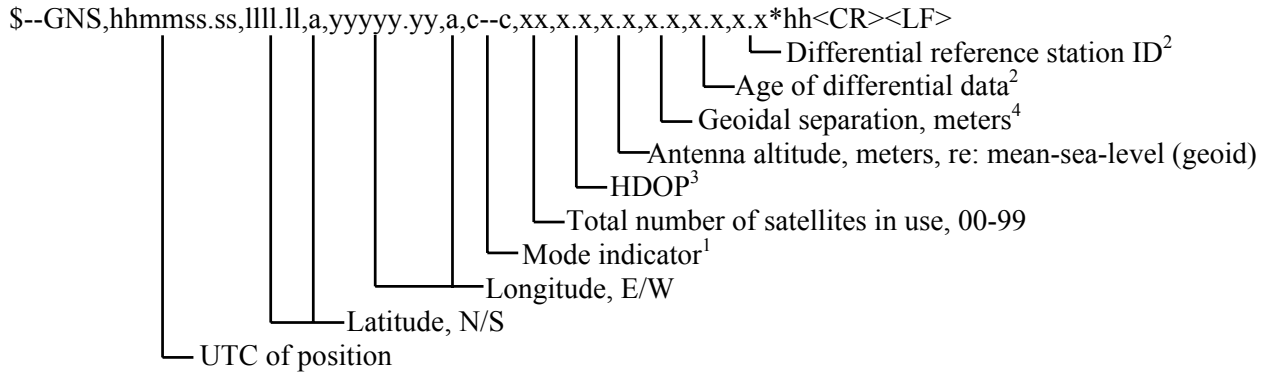 $--GNS,hhmmss.ss,llll.ll,a,yyyyy.yy,a,c--c,xx,x.x,x.x,x.x,x.x,x.x*hh<CR><LF>
Differential reference station ID²
Age of differential data²
Geoidal separation, meters⁴
Antenna altitude, meters, re: mean-sea-level (geoid)
HDOP³
Total number of satellites in use, 00-99
Mode indicator¹
Longitude, E/W
Latitude, N/S
UTC of position